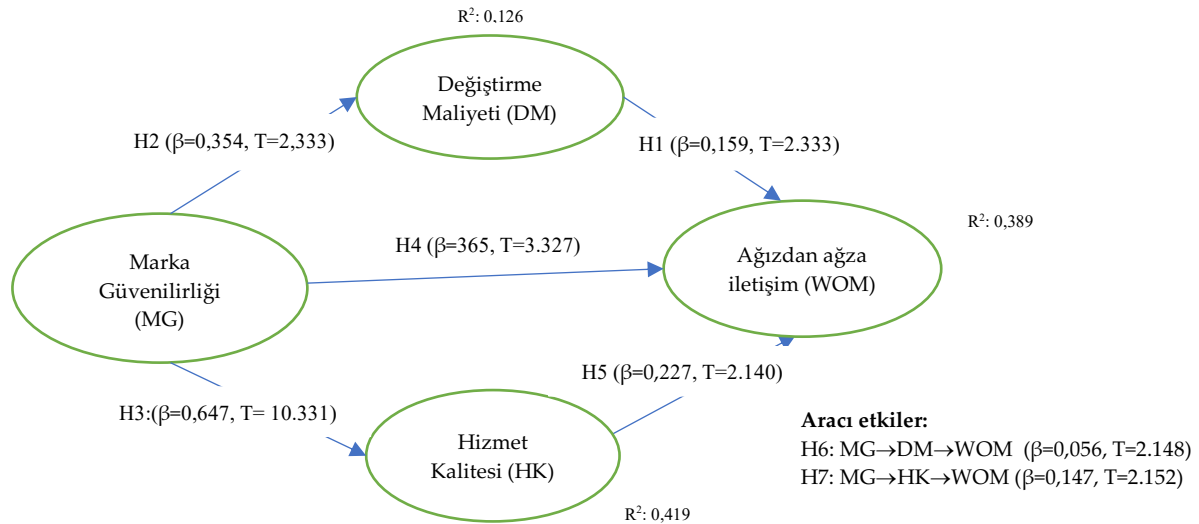 R²: 0,126
Değiştirme
Maliyeti (DM)
H2 (β=0,354, T=2,333)
H1 (β=0,159, T=2.333)
R²: 0,389
H4 (β=365, T=3.327)
Marka
Güvenilirliği
(MG)
Ağızdan ağza
iletişim (WOM)
H5 (β=0,227, T=2.140)
H3:(β=0,647, T= 10.331)
Hizmet
Kalitesi (HK)
R²: 0,419
Aracı etkiler:
H6: MG→DM→WOM (β=0,056, T=2.148)
H7: MG→HK→WOM (β=0,147, T=2.152)